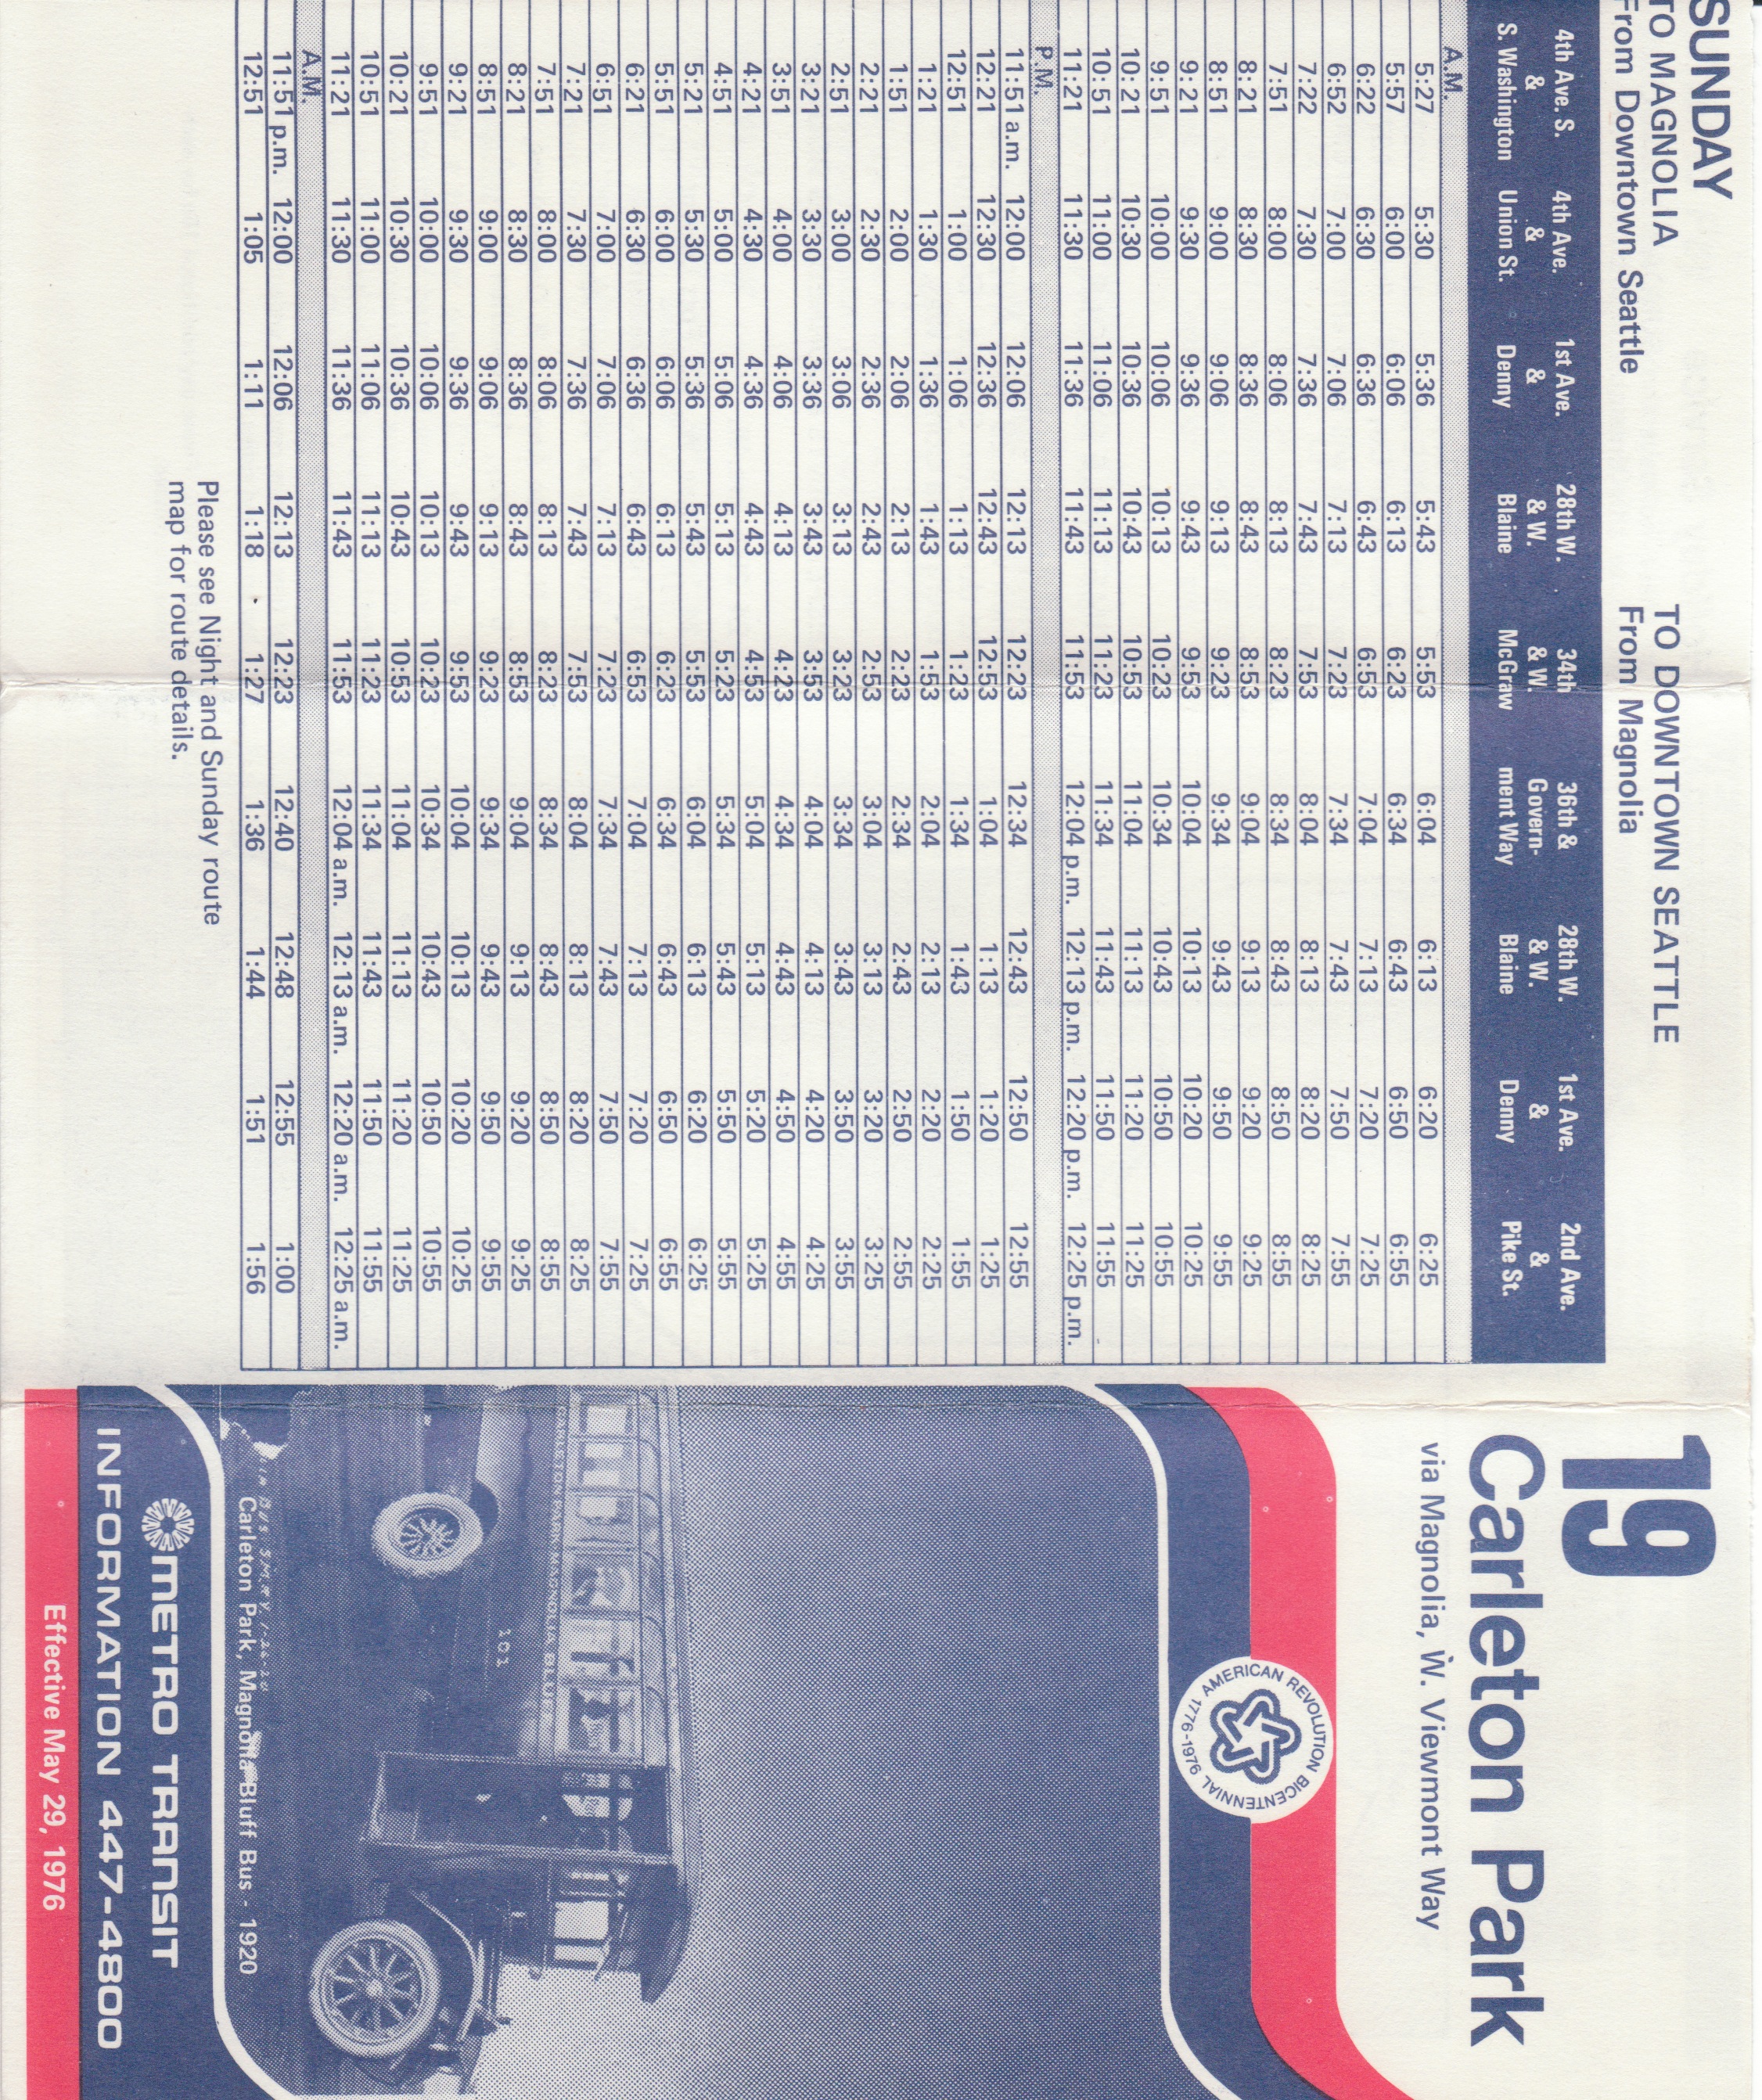 SUNDAY
TO MAGNOLIA
From Downtown Seattle
TO DOWNTOWN SEATTLE
From Magnolia
4th Ave. S. 4th Ave. 1st Ave. 28th W. 34th 36th & 28th W. 1st Ave. 2nd Ave.
& & & & W. & W. Govern- & W. & &
S. Washington Union St. Denny Blaine McGraw ment Way Blaine Denny Pike St.
A.M.
5:27 5:30 5:36 5:43 5:53 6:04 6:13 6:20 6:25
5:57 6:00 6:06 6:13 6:23 6:34 6:43 6:50 6:55
6:22 6:30 6:36 6:43 6:53 7:04 7:13 7:20 7:25
6:52 7:00 7:06 7:13 7:23 7:34 7:43 7:50 7:55
7:22 7:30 7:36 7:43 7:53 8:04 8:13 8:20 8:25
7:51 8:00 8:06 8:13 8:23 8:34 8:43 8:50 8:55
8:21 8:30 8:36 8:43 8:53 9:04 9:13 9:20 9:25
8:51 9:00 9:06 9:13 9:23 9:34 9:43 9:50 9:55
9:21 9:30 9:36 9:43 9:53 10:04 10:13 10:20 10:25
9:51 10:00 10:06 10:13 10:23 10:34 10:43 10:50 10:55
10:21 10:30 10:36 10:43 10:53 11:04 11:13 11:20 11:25
10:51 11:00 11:06 11:13 11:23 11:34 11:43 11:50 11:55
11:21 11:30 11:36 11:43 11:53 12:04 p.m. 12:13 p.m. 12:20 p.m. 12:25 p.m.
P.M.
11:51 a.m. 12:00 12:06 12:13 12:23 12:34 12:43 12:50 12:55
12:21 12:30 12:36 12:43 12:53 1:04 1:13 1:20 1:25
12:51 1:00 1:06 1:13 1:23 1:34 1:43 1:50 1:55
1:21 1:30 1:36 1:43 1:53 2:04 2:13 2:20 2:25
1:51 2:00 2:06 2:13 2:23 2:34 2:43 2:50 2:55
2:21 2:30 2:36 2:43 2:53 3:04 3:13 3:20 3:25
2:51 3:00 3:06 3:13 3:23 3:34 3:43 3:50 3:55
3:21 3:30 3:36 3:43 3:53 4:04 4:13 4:20 4:25
3:51 4:00 4:06 4:13 4:23 4:34 4:43 4:50 4:55
4:21 4:30 4:36 4:43 4:53 5:04 5:13 5:20 5:25
4:51 5:00 5:06 5:13 5:23 5:34 5:43 5:50 5:55
5:21 5:30 5:36 5:43 5:53 6:04 6:13 6:20 6:25
5:51 6:00 6:06 6:13 6:23 6:34 6:43 6:50 6:55
6:21 6:30 6:36 6:43 6:53 7:04 7:13 7:20 7:25
6:51 7:00 7:06 7:13 7:23 7:34 7:43 7:50 7:55
7:21 7:30 7:36 7:43 7:53 8:04 8:13 8:20 8:25
7:51 8:00 8:06 8:13 8:23 8:34 8:43 8:50 8:55
8:21 8:30 8:36 8:43 8:53 9:04 9:13 9:20 9:25
8:51 9:00 9:06 9:13 9:23 9:34 9:43 9:50 9:55
9:21 9:30 9:36 9:43 9:53 10:04 10:13 10:20 10:25
9:51 10:00 10:06 10:13 10:23 10:34 10:43 10:50 10:55
10:21 10:30 10:36 10:43 10:53 11:04 11:13 11:20 11:25
10:51 11:00 11:06 11:13 11:23 11:34 11:43 11:50 11:55
11:21 11:30 11:36 11:43 11:53 12:04 a.m. 12:13 a.m. 12:20 a.m. 12:25 a.m.
A.M.
11:51 p.m. 12:00 12:06 12:13 12:23 12:40 12:48 12:55 1:00
12:51 1:05 1:11 1:18 1:27 1:36 1:44 1:51 1:56
Please see Night and Sunday route
map for route details.
19
Carleton Park
via Magnolia, W. Viewmont Way
AMERICAN REVOLUTION BICENTENNIAL 1776-1976
CARLETON PARK MAGNOLIA BLUFF
101
BUS 1-26-20
Carleton Park, Magnolia Bluff Bus - 1920
METRO TRANSIT
INFORMATION 447-4800
Effective May 29, 1976